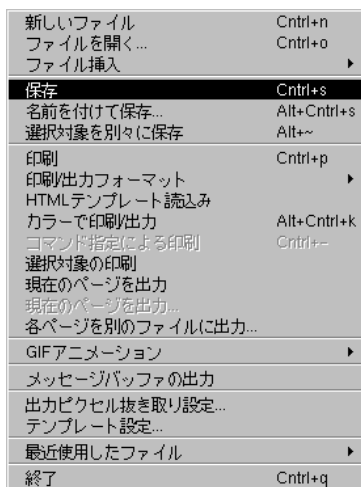 新しいファイル Cntrl+n
ファイルを開く... Cntrl+o
ファイル挿入
保存 Cntrl+s
名前を付けて保存... Alt+Cntrl+s
選択対象を別々に保存 Alt+~
印刷 Cntrl+p
印刷/出力フォーマット
HTMLテンプレート読込み
カラーで印刷/出力 Alt+Cntrl+k
コマンド指定による印刷 Cntrl+-
選択対象の印刷
現在のページを出力
現在のページを出力...
各ページを別のファイルに出力...
GIFアニメーション
メッセージバッファの出力
出力ピクセル抜き取り設定...
テンプレート設定...
最近使用したファイル
終了 Cntrl+q